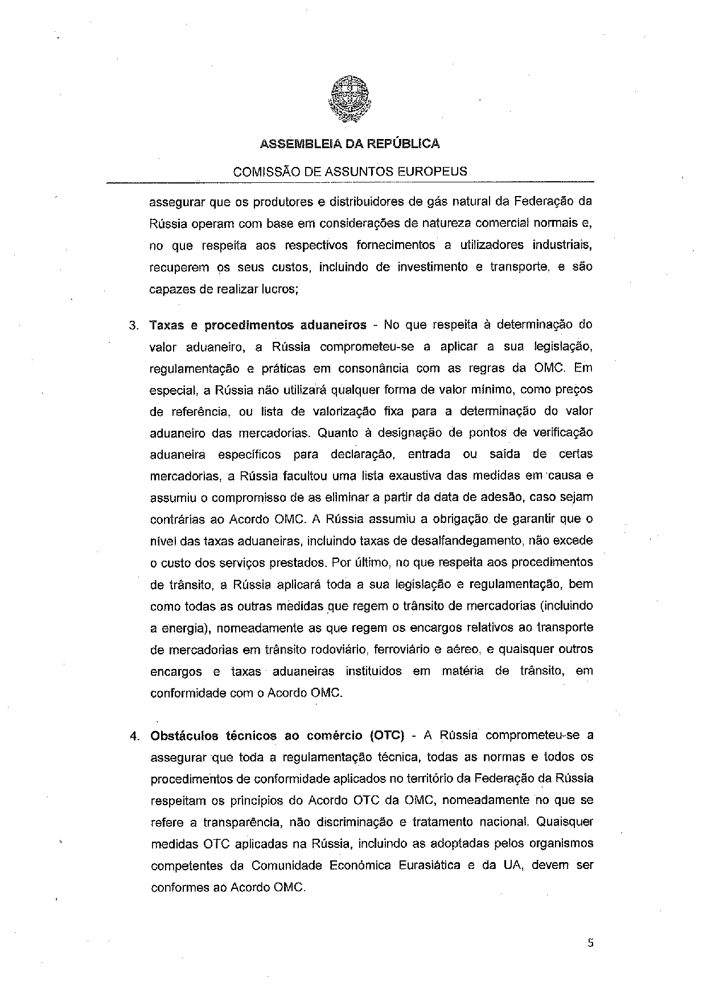 ASSEMBLEIA DA REPÚBLICA
COMISSÃO DE ASSUNTOS EUROPEUS
assegurar que os produtores e distribuidores de gás natural da Federação da
Rússia operam com base em considerações de natureza comercial normais e,
no que respeita aos respectivos fornecimentos a utilizadores industriais,
recuperem os seus custos, incluindo de investimento e transporte, e são
capazes de realizar lucros;
3. Taxas e procedimentos aduaneiros - No que respeita à determinação do
valor aduaneiro, a Rússia comprometeu-se a aplicar a sua legislação,
regulamentação e práticas em consonância com as regras da OMC. Em
especial, a Rússia não utilizará qualquer forma de valor mínimo, como preços
de referência, ou lista de valorização fixa para a determinação do valor
aduaneiro das mercadorias. Quanto à designação de pontos de verificação
aduaneira específicos para declaração, entrada ou saída de certas
mercadorias, a Rússia facultou uma lista exaustiva das medidas em causa e
assumiu o compromisso de as eliminar a partir da data de adesão, caso sejam
contrárias ao Acordo OMC. A Rússia assumiu a obrigação de garantir que o
nível das taxas aduaneiras, incluindo taxas de desalfandegamento, não excede
o custo dos serviços prestados. Por último, no que respeita aos procedimentos
de trânsito, a Rússia aplicará toda a sua legislação e regulamentação, bem
como todas as outras medidas que regem o trânsito de mercadorias (incluindo
a energia), nomeadamente as que regem os encargos relativos ao transporte
de mercadorias em trânsito rodoviário, ferroviário e aéreo, e quaisquer outros
encargos e taxas aduaneiras instituídos em matéria de trânsito, em
conformidade com o Acordo OMC.
4. Obstáculos técnicos ao comércio (OTC) - A Rússia comprometeu-se a
assegurar que toda a regulamentação técnica, todas as normas e todos os
procedimentos de conformidade aplicados no território da Federação da Rússia
respeitam os princípios do Acordo OTC da OMC, nomeadamente no que se
refere a transparência, não discriminação e tratamento nacional. Quaisquer
medidas OTC aplicadas na Rússia, incluindo as adoptadas pelos organismos
competentes da Comunidade Económica Eurasiática e da UA, devem ser
conformes ao Acordo OMC.
5